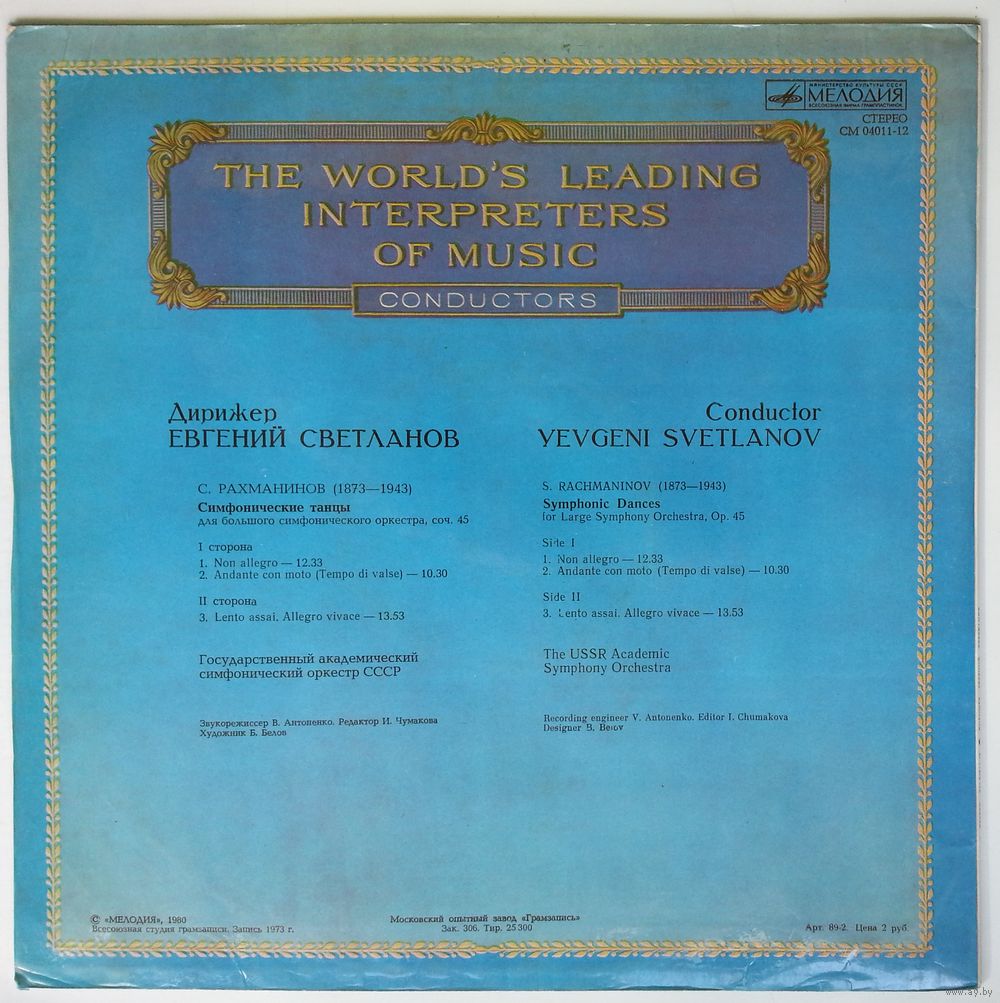 МИНИСТЕРСТВО КУЛЬТУРЫ СССР
МЕЛОДИЯ
ВСЕСОЮЗНАЯ ФИРМА ГРАМПЛАСТИНОК
СТЕРЕО
СМ 04011-12
THE WORLD'S LEADING
INTERPRETERS
OF MUSIC
CONDUCTORS
Дирижер
ЕВГЕНИЙ СВЕТЛАНОВ
С. РАХМАНИНОВ (1873—1943)
Симфонические танцы
для большого симфонического оркестра, соч. 45
I сторона
1. Non allegro — 12.33
2. Andante con moto (Tempo di valse) — 10.30
II сторона
3. Lento assai. Allegro vivace — 13.53
Государственный академический
симфонический оркестр СССР
Звукорежиссер В. Антоненко. Редактор И. Чумакова
Художник Б. Белов
Conductor
YEVGENI SVETLANOV
S. RACHMANINOV (1873—1943)
Symphonic Dances
for Large Symphony Orchestra, Op. 45
Side I
1. Non allegro — 12.33
2. Andante con moto (Tempo di valse) — 10.30
Side II
3. Lento assai. Allegro vivace — 13.53
The USSR Academic
Symphony Orchestra
Recording engineer V. Antonenko. Editor I. Chumakova
Designer B. Belov
© «МЕЛОДИЯ», 1980
Всесоюзная студия грамзаписи. Запись 1973 г.
Московский опытный завод «Грамзапись»
Зак. 306. Тир. 25300
Арт. 89-2. Цена 2 руб.
www.ay.by